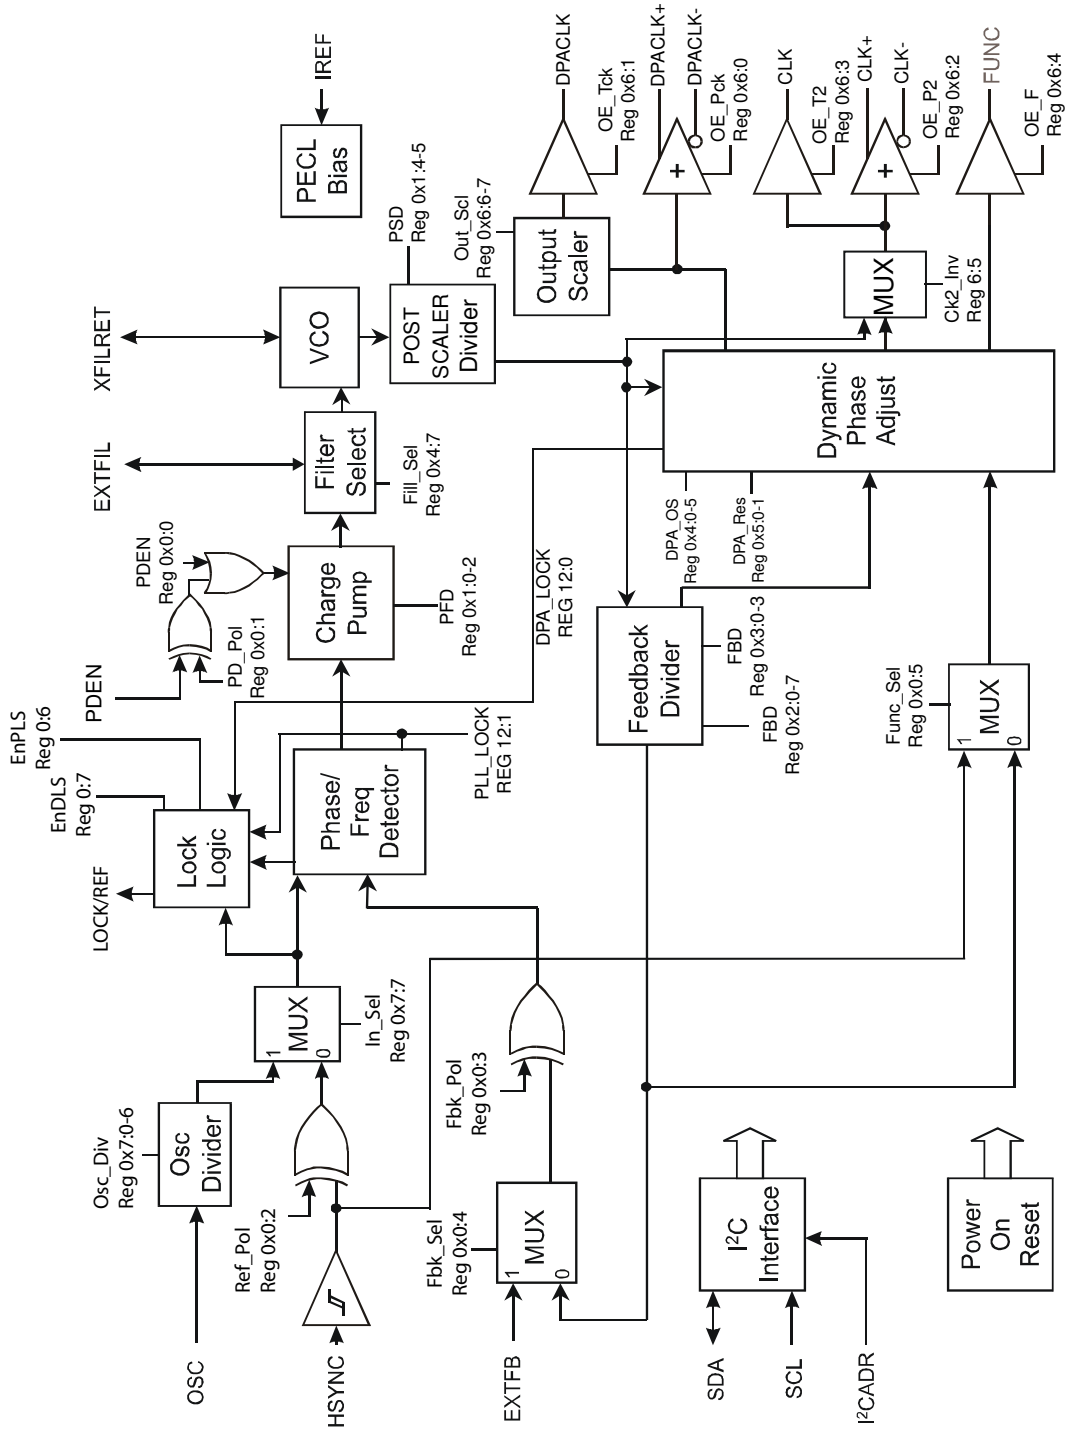 OSC
Osc_Div
Reg 0x7:0-6
Osc
Divider
HSYNC
Ref_Pol
Reg 0x0:2
1
MUX
0
In_Sel
Reg 0x7:7
LOCK/REF
EnDLS
Reg 0:7
EnPLS
Reg 0:6
Lock
Logic
Phase/
Freq
Detector
PLL_LOCK
REG 12:1
PDEN
PD_Pol
Reg 0x0:1
PDEN
Reg 0x0:0
Charge
Pump
PFD
Reg 0x1:0-2
EXTFIL
Filter
Select
Fill_Sel
Reg 0x4:7
XFILRET
VCO
POST
SCALER
Divider
PSD
Reg 0x1:4-5
PECL
Bias
IREF
EXTFB
Fbk_Sel
Reg 0x0:4
1
MUX
0
Fbk_Pol
Reg 0x0:3
DPA_LOCK
REG 12:0
Feedback
Divider
FBD
Reg 0x3:0-3
FBD
Reg 0x2:0-7
DPA_OS
Reg 0x4:0-5
DPA_Res
Reg 0x5:0-1
Dynamic
Phase
Adjust
Func_Sel
Reg 0x0:5
1
MUX
0
Out_Scl
Reg 0x6:6-7
Output
Scaler
MUX
Ck2_Inv
Reg 6:5
DPACLK
OE_Tck
Reg 0x6:1
+
DPACLK+
DPACLK-
OE_Pck
Reg 0x6:0
CLK
OE_T2
Reg 0x6:3
+
CLK+
CLK-
OE_P2
Reg 0x6:2
FUNC
OE_F
Reg 0x6:4
SDA
SCL
I²CADR
I²C
Interface
Power
On
Reset